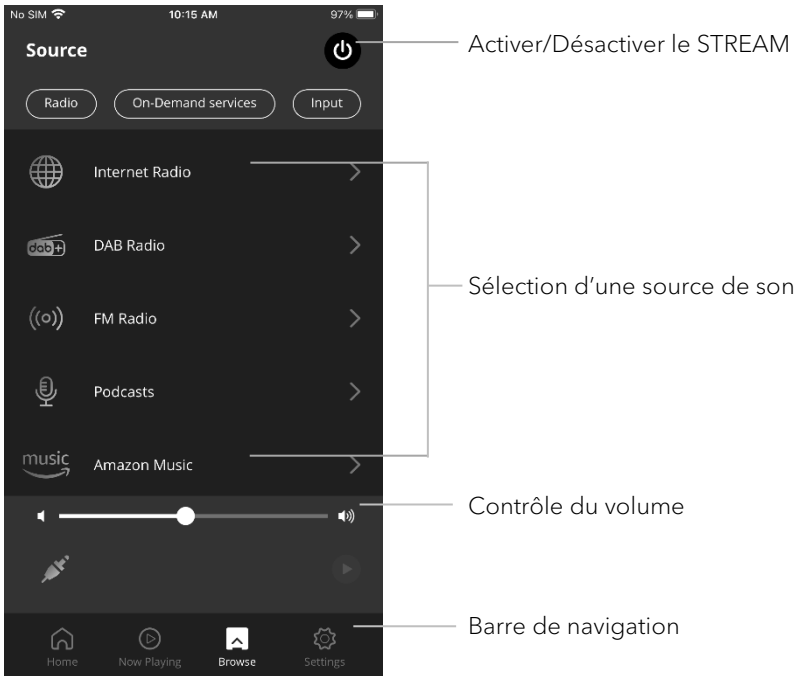 No SIM 10:15 AM 97%
Source
Activer/Désactiver le STREAM
Radio On-Demand services Input
Internet Radio
dab+ DAB Radio
Sélection d’une source de son
FM Radio
Podcasts
music Amazon Music
Contrôle du volume
Barre de navigation
Home Now Playing Browse Settings